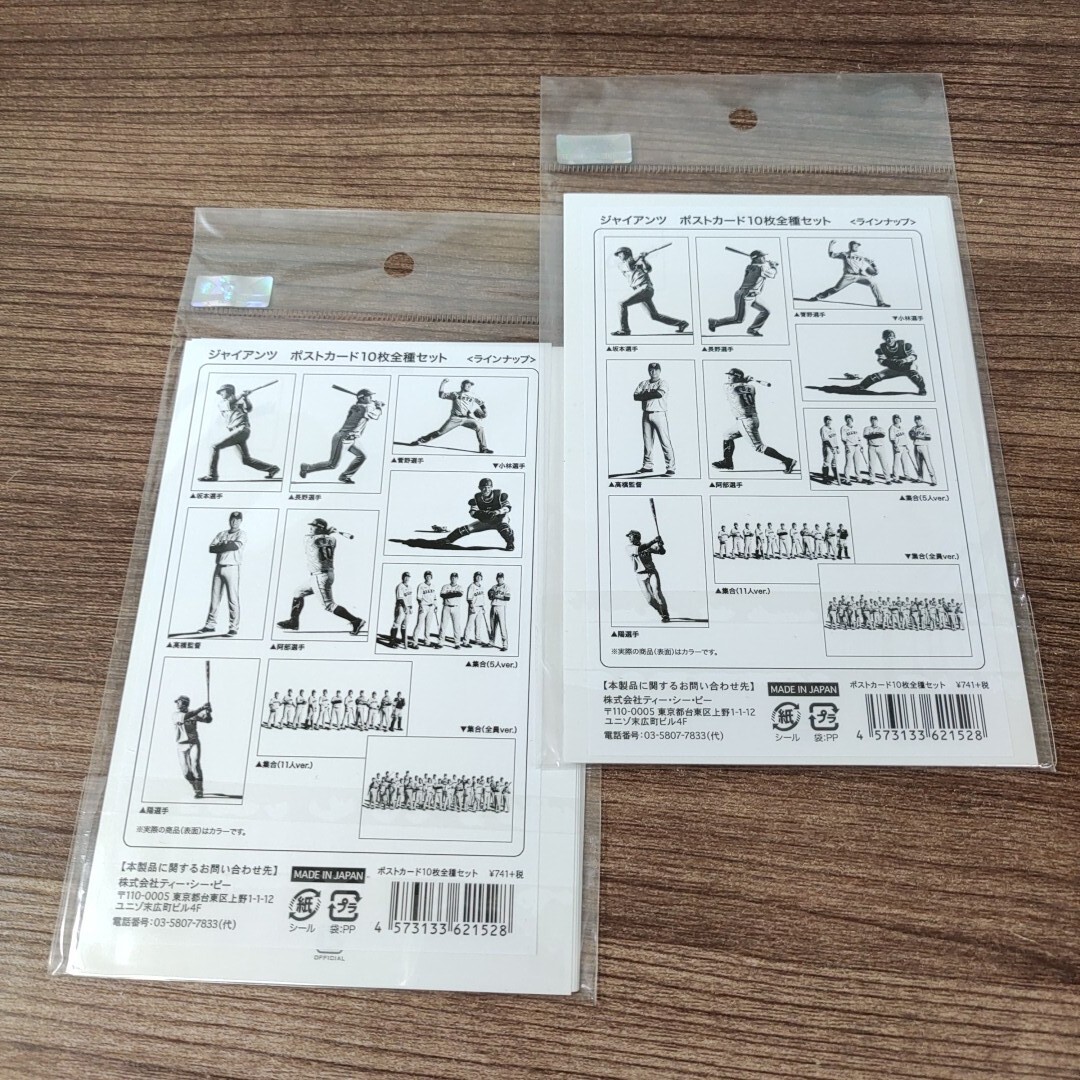 ジャイアンツ ポストカード10枚全種セット <ラインナップ>
▲坂本選手
▲長野選手
▲菅野選手
▼小林選手
▲高橋監督
▲阿部選手
▲集合(5人ver.)
▼集合(全員ver.)
▲集合(11人ver.)
▲陽選手
※実際の商品(表面)はカラーです。
【本製品に関するお問い合わせ先】
株式会社ティー・シー・ピー
〒110-0005 東京都台東区上野1-1-12
ユニゾ末広町ビル4F
電話番号:03-5807-7833(代)
MADE IN JAPAN
紙
シール
プラ
袋:PP
ポストカード10枚全種セット ¥741+税
4 573133 621528
OFFICIAL
ジャイアンツ ポストカード10枚全種セット <ラインナップ>
▲坂本選手
▲長野選手
▲菅野選手
▼小林選手
▲高橋監督
▲阿部選手
▲集合(5人ver.)
▼集合(全員ver.)
▲集合(11人ver.)
▲陽選手
※実際の商品(表面)はカラーです。
【本製品に関するお問い合わせ先】
株式会社ティー・シー・ピー
〒110-0005 東京都台東区上野1-1-12
ユニゾ末広町ビル4F
電話番号:03-5807-7833(代)
MADE IN JAPAN
紙
シール
プラ
袋:PP
ポストカード10枚全種セット ¥741+税
4 573133 621528